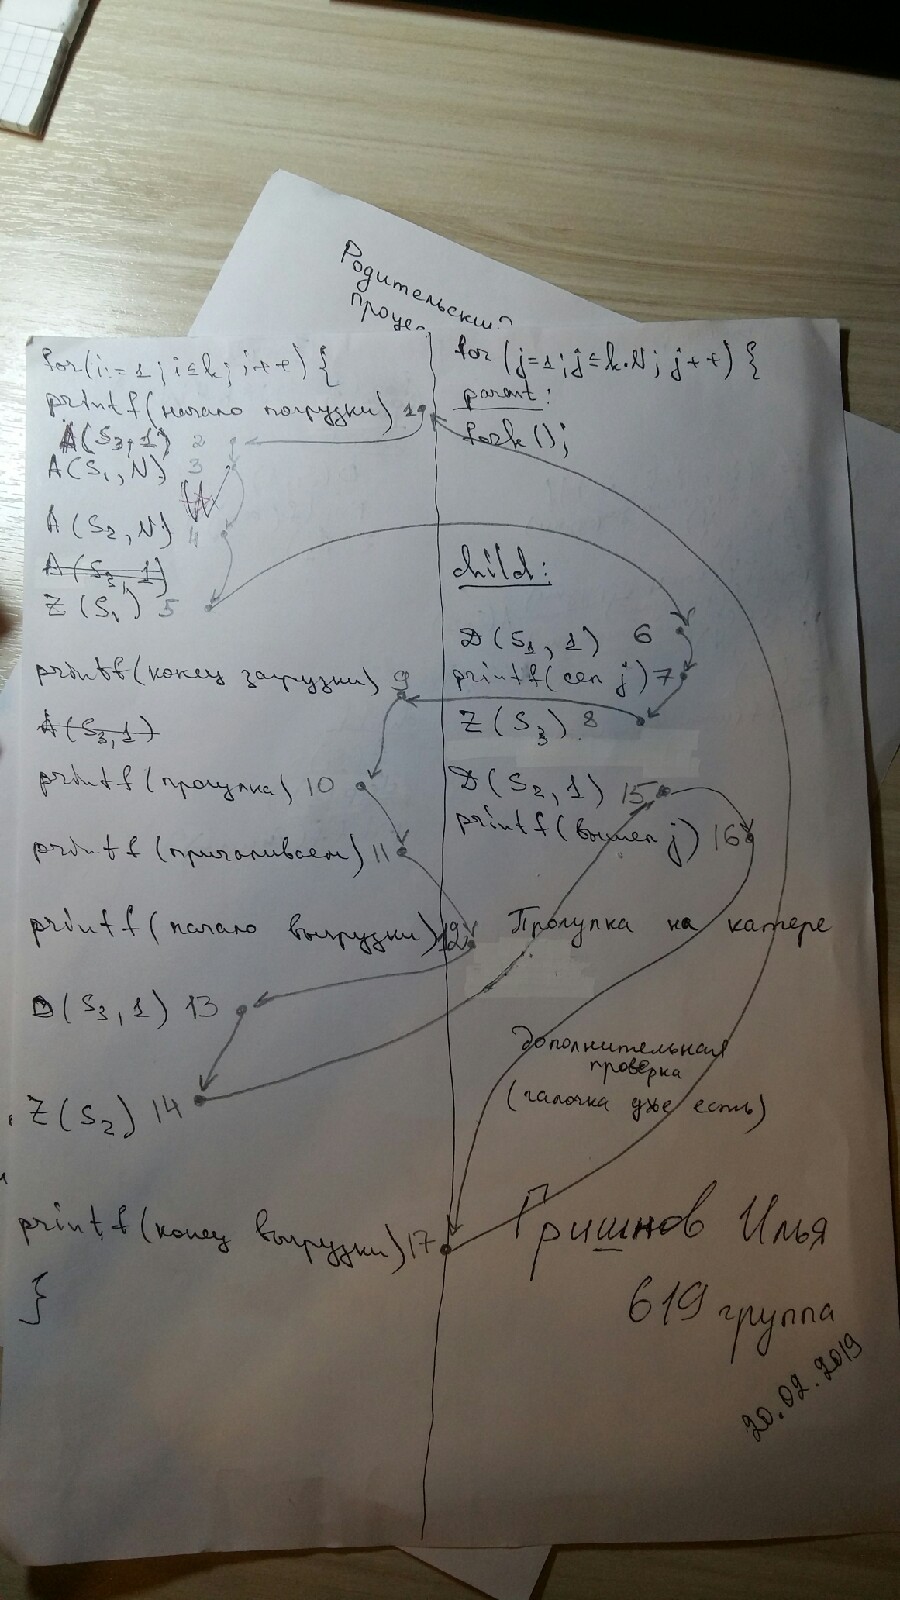 Родительский
for(i=1; i≤k; i++) {
printf(начало погрузки) 1
A(S3,1) 2
A(S1,N) 3
A(S2,N) 4
A(S3,1)
Z(S1) 5
printf(конец загрузки) 9
A(S3,1)
printf(прогулка) 10
printf(причаливаем) 11
printf(начало выгрузки) 12
D(S3,1) 13
Z(S2) 14
printf(конец выгрузки) 17
}
for (j=1; j≤k·N; j++) {
parent:
fork();
child:
D(S1,1) 6
printf(сел j) 7
Z(S3) 8
D(S2,1) 15
printf(вышел j) 16
Прогулка на катере
Дополнительная
проверка
(галочка уже есть)
Гришнов Илья
619 группа
20.02.2019